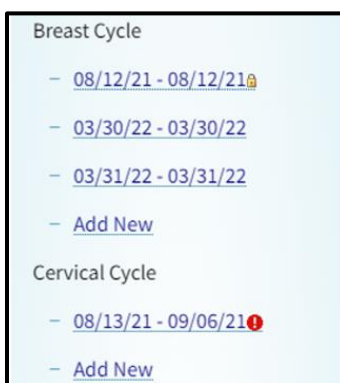 Breast Cycle
– 08/12/21 - 08/12/21
– 03/30/22 - 03/30/22
– 03/31/22 - 03/31/22
– Add New
Cervical Cycle
– 08/13/21 - 09/06/21
– Add New